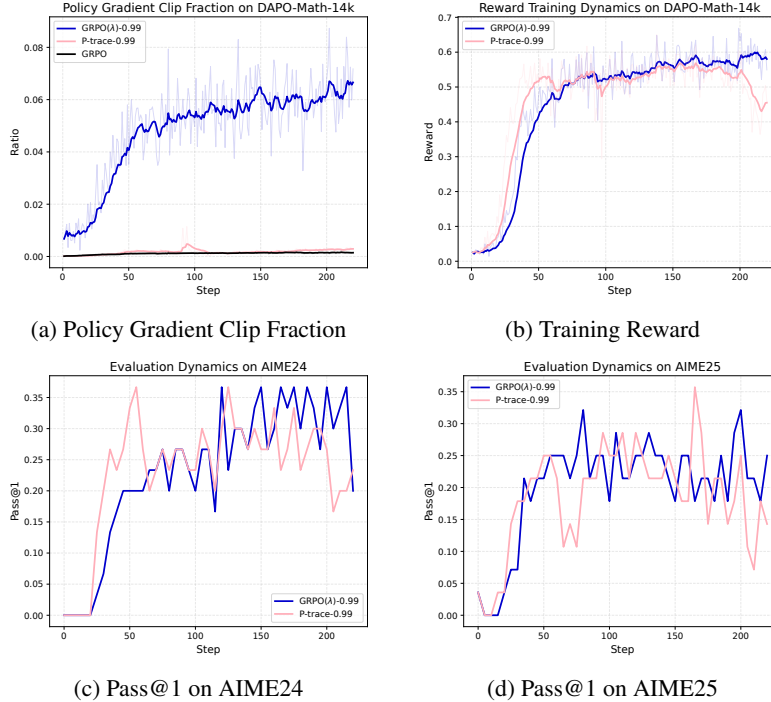 Policy Gradient Clip Fraction on DAPO-Math-14k
GRPO(λ)-0.99
P-trace-0.99
GRPO
0.08
0.06
0.04
0.02
0.00
Ratio
0 50 100 150 200
Step
(a) Policy Gradient Clip Fraction
Reward Training Dynamics on DAPO-Math-14k
GRPO(λ)-0.99
P-trace-0.99
0.7
0.6
0.5
0.4
0.3
0.2
0.1
0.0
Reward
0 50 100 150 200
Step
(b) Training Reward
Evaluation Dynamics on AIME24
0.35
0.30
0.25
0.20
0.15
0.10
0.05
0.00
Pass@1
GRPO(λ)-0.99
P-trace-0.99
0 50 100 150 200
Step
(c) Pass@1 on AIME24
Evaluation Dynamics on AIME25
GRPO(λ)-0.99
P-trace-0.99
0.35
0.30
0.25
0.20
0.15
0.10
0.05
0.00
Pass@1
0 50 100 150 200
Step
(d) Pass@1 on AIME25